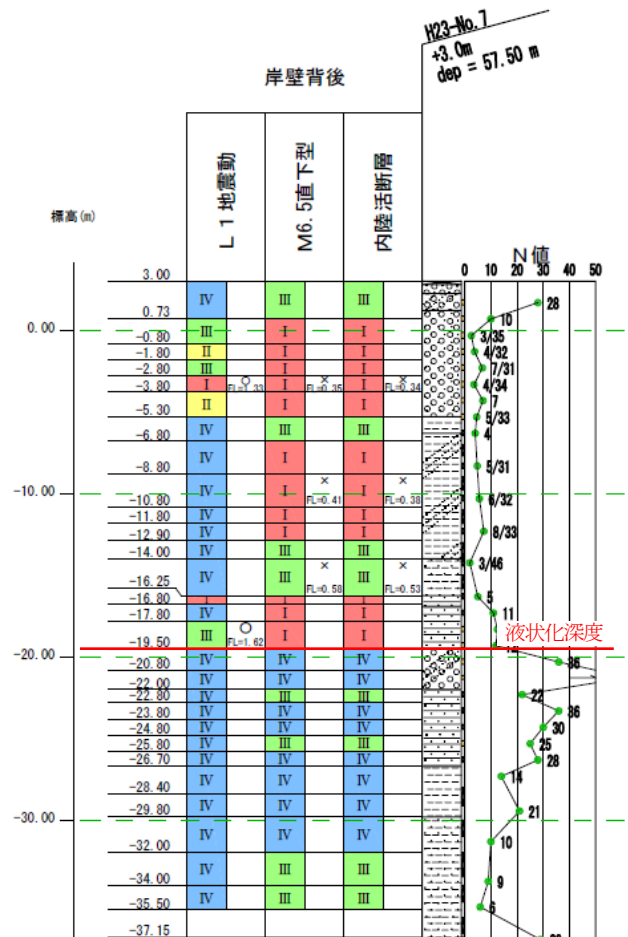 H23-No.7
+3.0m
dep = 57.50 m
岸壁背後
標高(m)
L1地震動
M6.5直下型
内陸活断層
N値
0 10 20 30 40 50
3.00
IV III III
28
0.73
10
0.00
III I I
3/35
-0.80
II I I
4/32
-1.80
III I I
7/31
-2.80
I ○ FL=1.33 I × FL=0.35 I × FL=0.34
4/34
-3.80
II I I
7
-5.30
5/33
IV III III
4
-6.80
IV I I
5/31
-8.80
-10.00
IV I × FL=0.41 I × FL=0.38
6/32
-10.80
IV I I
-11.80
IV I I
8/33
-12.90
IV III III
-14.00
3/46
IV III × FL=0.58 III × FL=0.53
-16.25
I I I
5
-16.80
IV I I
11
-17.80
III ○ FL=1.62 I I
液状化深度
-19.50
-20.00
IV IV IV
36
-20.80
IV IV IV
-22.00
IV III III
22
-22.80
IV IV IV
36
-23.80
IV IV IV
30
-24.80
IV III III
25
-25.80
IV IV IV
28
-26.70
IV IV IV
14
-28.40
IV IV IV
21
-29.80
-30.00
IV IV IV
10
-32.00
IV III III
9
-34.00
IV III III
6
-35.50
-37.15